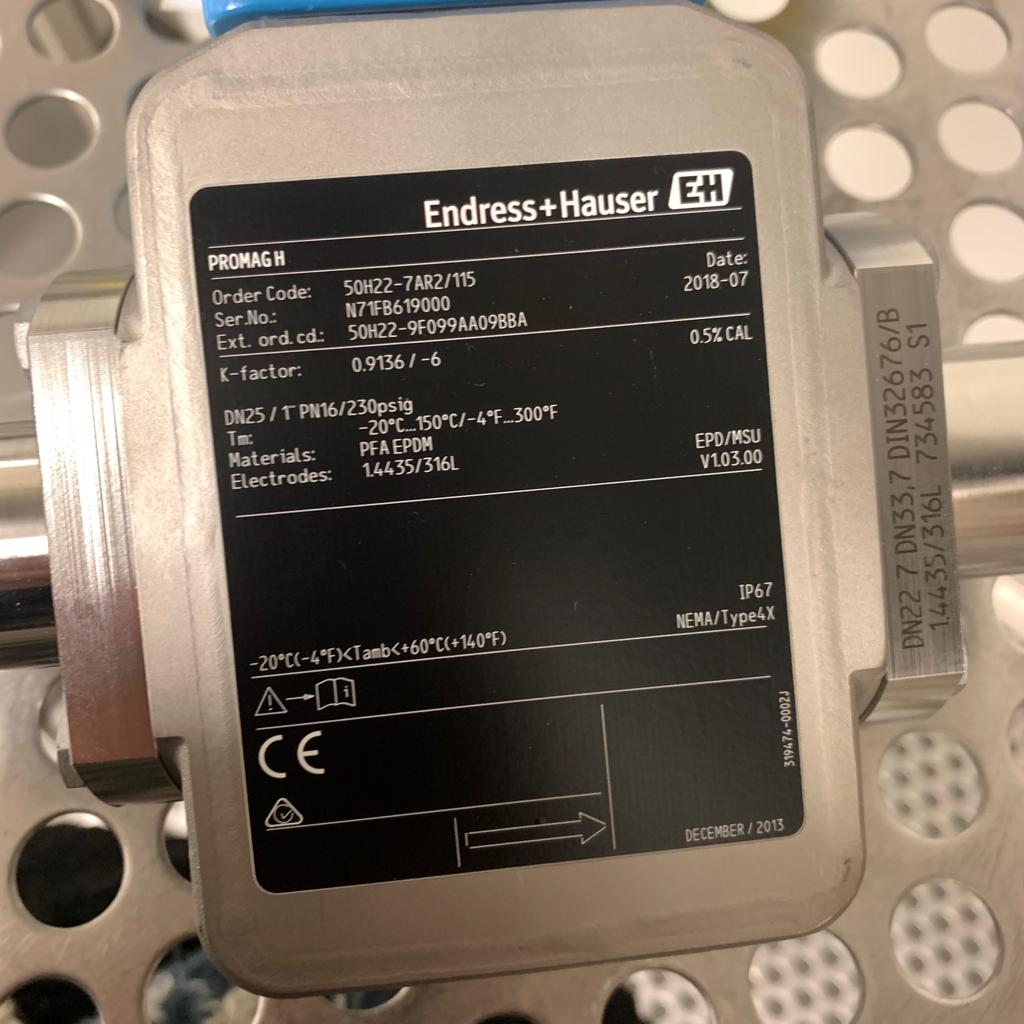 Endress+Hauser EH
PROMAG H
Date:
Order Code: 50H22-7AR2/115 2018-07
Ser.No.: N71FB619000
Ext. ord.cd.: 50H22-9F099AA09BBA
K-factor: 0.9136 / -6 0.5% CAL
DN25 / 1" PN16/230psig
Tm: -20°C...150°C/-4°F...300°F
Materials: PFA EPDM EPD/MSU
Electrodes: 1.4435/316L V1.03.00
IP67
NEMA/Type4X
-20°C(-4°F)<Tamb<+60°C(+140°F)
i
CE
319474-0002J
DECEMBER / 2013
DN22.7 DN33,7 DIN32676/B
1.4435/316L 734583 S1